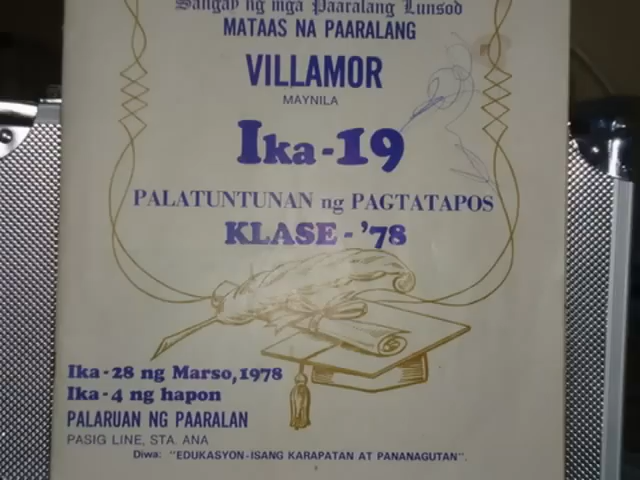 Sangay ng mga Paaralang Lunsod
MATAAS NA PAARALANG
VILLAMOR
MAYNILA
Ika-19
PALATUNTUNAN ng PAGTATAPOS
KLASE-'78
Ika-28 ng Marso, 1978
Ika-4 ng hapon
PALARUAN NG PAARALAN
PASIG LINE, STA. ANA
Diwa: "EDUKASYON-ISANG KARAPATAN AT PANANAGUTAN".